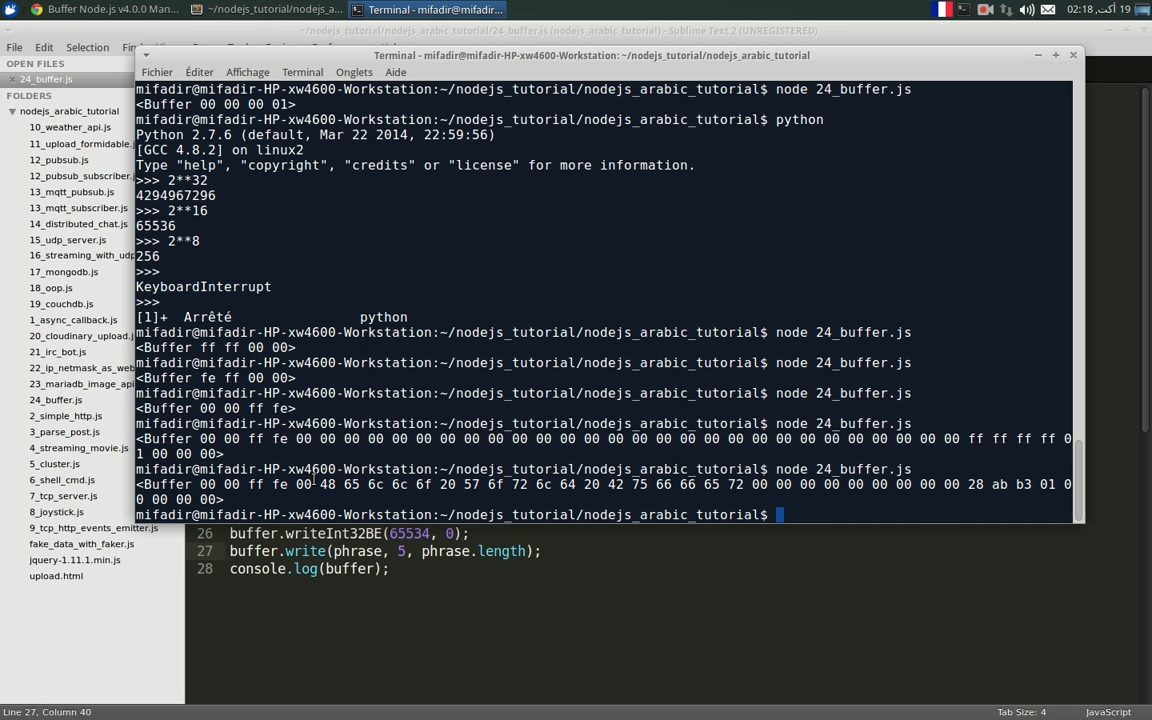 Buffer Node.js v4.0.0 Man...
~/nodejs_tutorial/nodejs_a...
Terminal - mifadir@mifadir...
02:18 ,أكت 19
~/nodejs_tutorial/nodejs_arabic_tutorial/24_buffer.js (nodejs_arabic_tutorial) - Sublime Text 2 (UNREGISTERED)
File Edit Selection
Terminal - mifadir@mifadir-HP-xw4600-Workstation: ~/nodejs_tutorial/nodejs_arabic_tutorial
Fichier Éditer Affichage Terminal Onglets Aide
OPEN FILES
24_buffer.js
FOLDERS
nodejs_arabic_tutorial
10_weather_api.js
11_upload_formidable.
12_pubsub.js
12_pubsub_subscriber.
13_mqtt_pubsub.js
13_mqtt_subscriber.js
14_distributed_chat.js
15_udp_server.js
16_streaming_with_udp
17_mongodb.js
18_oop.js
19_couchdb.js
1_async_callback.js
20_cloudinary_upload.
21_irc_bot.js
22_ip_netmask_as_web
23_mariadb_image_api
24_buffer.js
2_simple_http.js
3_parse_post.js
4_streaming_movie.js
5_cluster.js
6_shell_cmd.js
7_tcp_server.js
8_joystick.js
9_tcp_http_events_emitter.js
fake_data_with_faker.js
jquery-1.11.1.min.js
upload.html
mifadir@mifadir-HP-xw4600-Workstation:~/nodejs_tutorial/nodejs_arabic_tutorial$ node 24_buffer.js
<Buffer 00 00 00 01>
mifadir@mifadir-HP-xw4600-Workstation:~/nodejs_tutorial/nodejs_arabic_tutorial$ python
Python 2.7.6 (default, Mar 22 2014, 22:59:56)
[GCC 4.8.2] on linux2
Type "help", "copyright", "credits" or "license" for more information.
>>> 2**32
4294967296
>>> 2**16
65536
>>> 2**8
256
>>>
KeyboardInterrupt
>>>
[1]+ Arrêté python
mifadir@mifadir-HP-xw4600-Workstation:~/nodejs_tutorial/nodejs_arabic_tutorial$ node 24_buffer.js
<Buffer ff ff 00 00>
mifadir@mifadir-HP-xw4600-Workstation:~/nodejs_tutorial/nodejs_arabic_tutorial$ node 24_buffer.js
<Buffer fe ff 00 00>
mifadir@mifadir-HP-xw4600-Workstation:~/nodejs_tutorial/nodejs_arabic_tutorial$ node 24_buffer.js
<Buffer 00 00 ff fe>
mifadir@mifadir-HP-xw4600-Workstation:~/nodejs_tutorial/nodejs_arabic_tutorial$ node 24_buffer.js
<Buffer 00 00 ff fe 00 00 00 00 00 00 00 00 00 00 00 00 00 00 00 00 00 00 00 00 00 00 00 00 00 00 00 00 ff ff ff ff 0
1 00 00 00>
mifadir@mifadir-HP-xw4600-Workstation:~/nodejs_tutorial/nodejs_arabic_tutorial$ node 24_buffer.js
<Buffer 00 00 ff fe 00 48 65 6c 6c 6f 20 57 6f 72 6c 64 20 42 75 66 66 65 72 00 00 00 00 00 00 00 00 00 28 ab b3 01 0
0 00 00 00>
mifadir@mifadir-HP-xw4600-Workstation:~/nodejs_tutorial/nodejs_arabic_tutorial$
26 buffer.writeInt32BE(65534, 0);
27 buffer.write(phrase, 5, phrase.length);
28 console.log(buffer);
Line 27, Column 40
Tab Size: 4
JavaScript